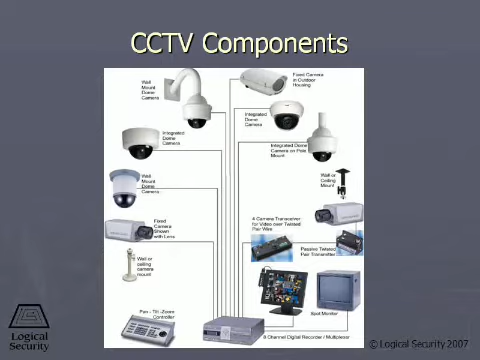 CCTV Components
Wall
Mount
Dome
Camera
Fixed Camera
in Outdoor
Housing
Integrated
Dome
Camera
Integrated
Dome
Camera
Integrated Dome
Camera on Pole
Mount
Wall
Mount
Dome
Camera
Wall or
Ceiling
Mount
Fixed
Camera
Shown
with Lens
4 Camera Transceiver
for Video over Twisted
Pair Wire
Passive Twisted
Pair Transmitter
Wall or
ceiling
camera
mount
Pan - Tilt - Zoom
Controller
Spot Monitor
8 Channel Digital Recorder / Multiplexer
Logical
Security
© Logical Security 2007